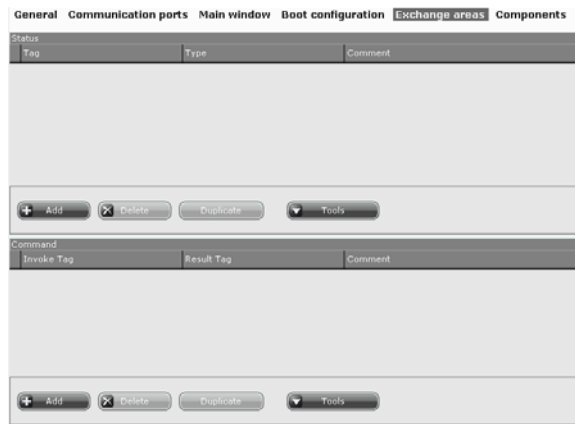 General Communication ports Main window Boot configuration Exchange areas Components
Status
Tag Type Comment
Add Delete Duplicate Tools
Command
Invoke Tag Result Tag Comment
Add Delete Duplicate Tools